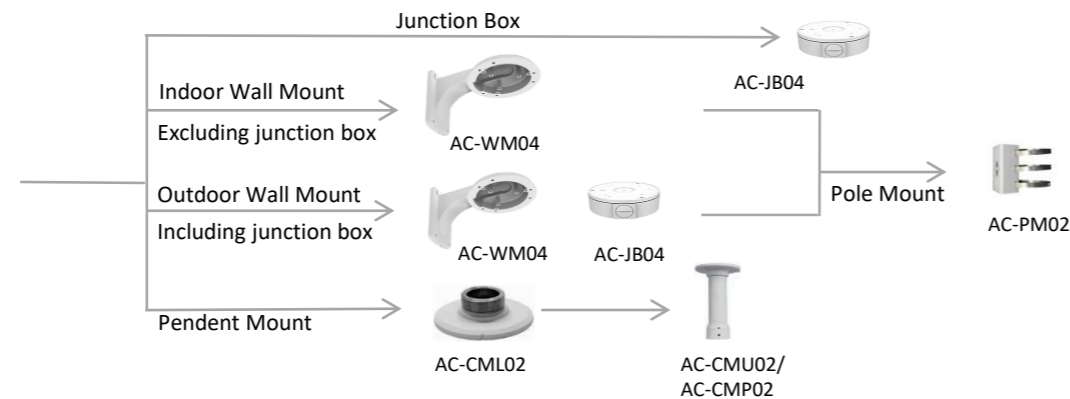 Junction Box
AC-JB04
Indoor Wall Mount
Excluding junction box
AC-WM04
Outdoor Wall Mount
Including junction box
AC-WM04
AC-JB04
Pole Mount
AC-PM02
Pendent Mount
AC-CML02
AC-CMU02/
AC-CMP02